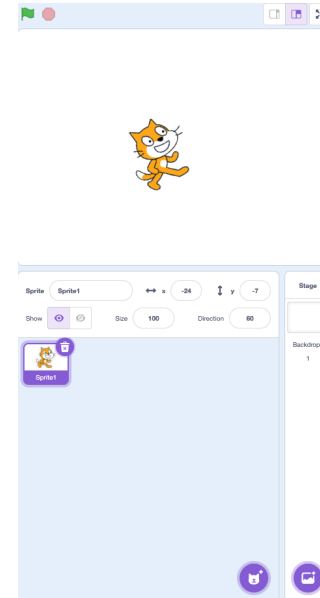 Sprite Sprite1 x -24 y -7
Show Size 100 Direction 60
Sprite1
Stage
Backdrop
1